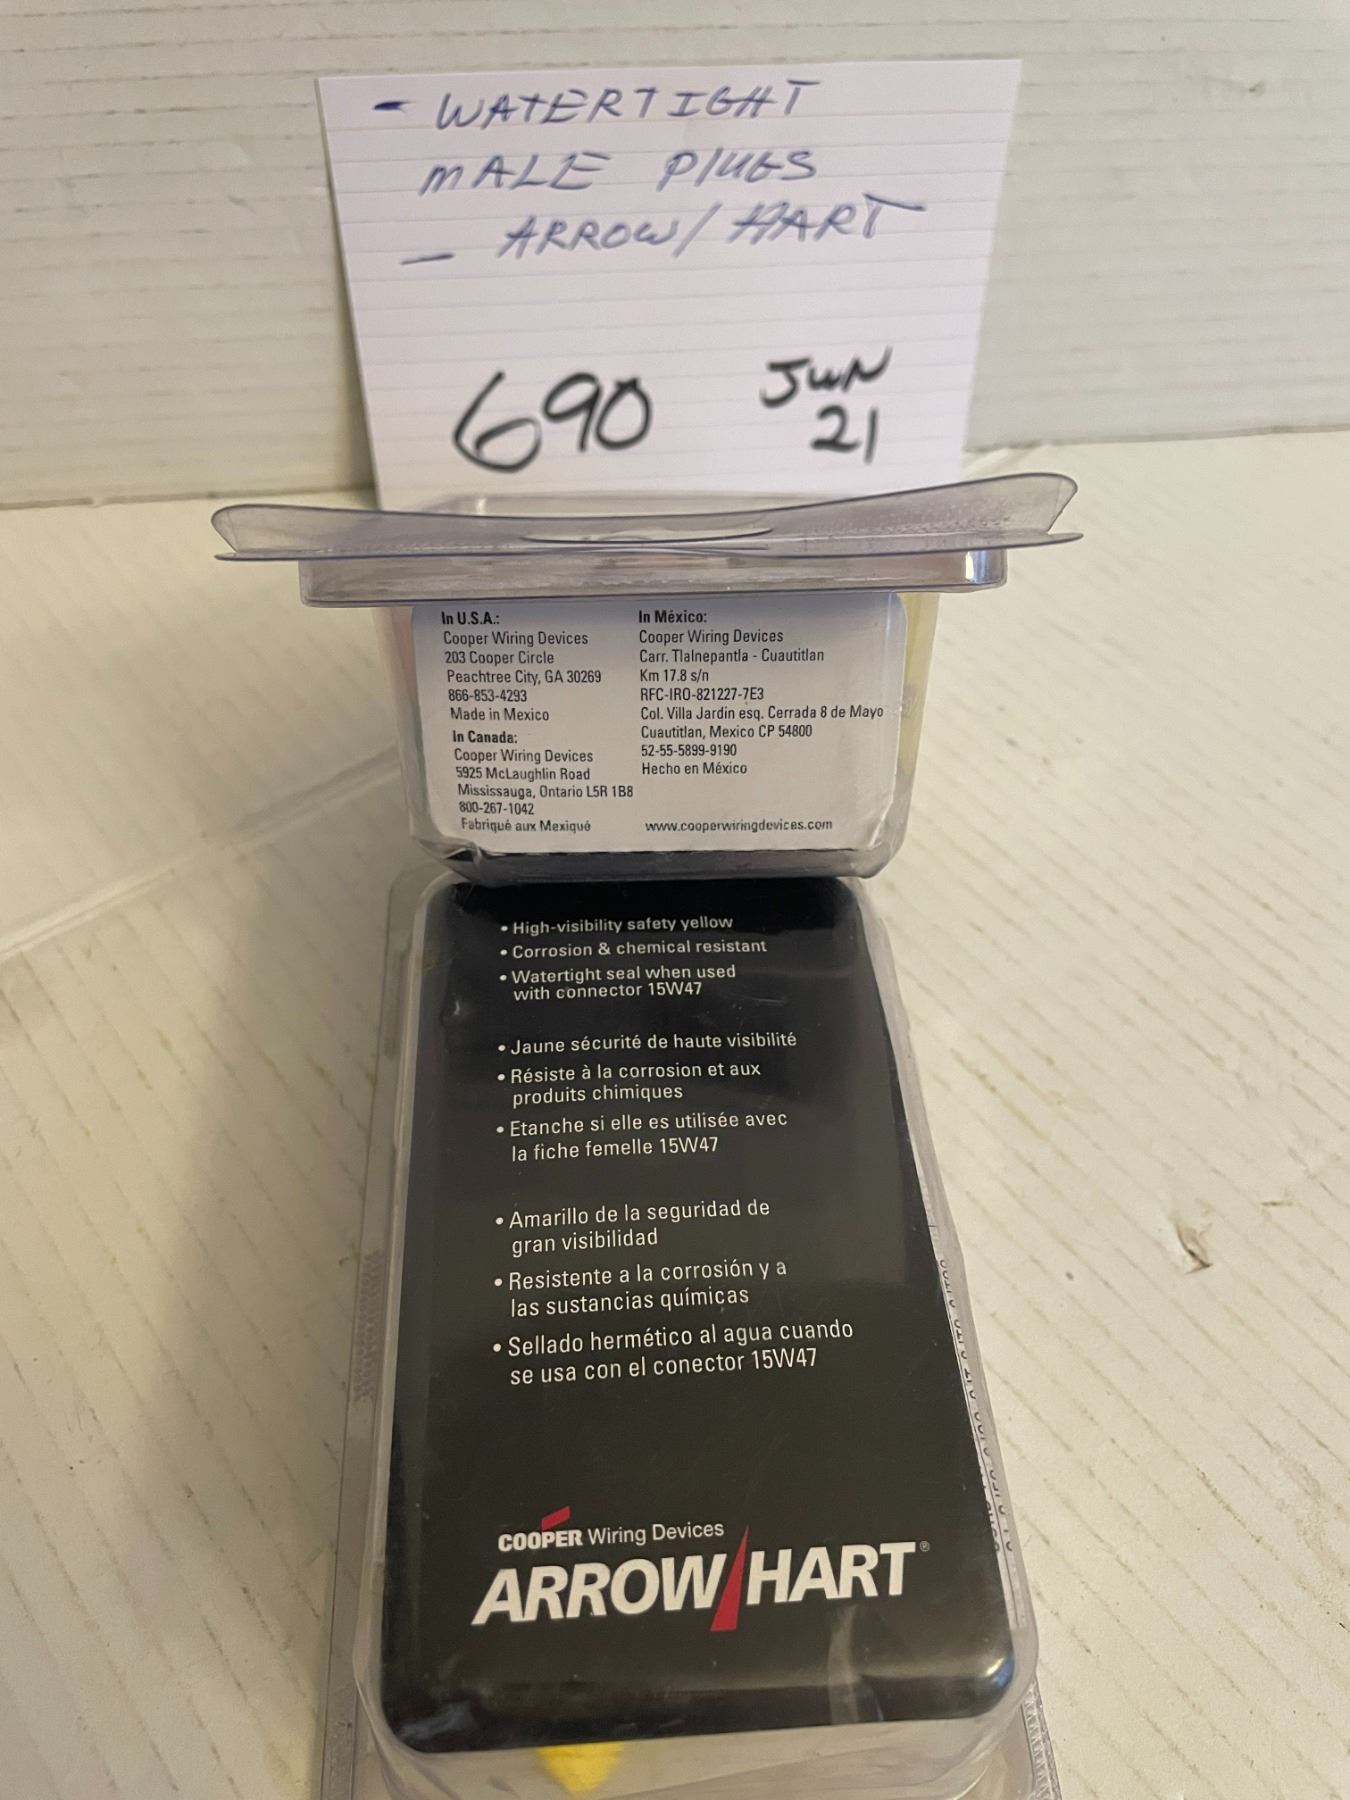 - WATERTIGHT
MALE PlUGS
- ARROW/HART
690
JUN
21
In U.S.A.:
Cooper Wiring Devices
203 Cooper Circle
Peachtree City, GA 30269
866-853-4293
Made in Mexico
In Canada:
Cooper Wiring Devices
5925 McLaughlin Road
Mississauga, Ontario L5R 1B8
800-267-1042
Fabriqué aux Mexiqué
In México:
Cooper Wiring Devices
Carr. Tlalnepantla - Cuautitlan
Km 17.8 s/n
RFC-IRO-821227-7E3
Col. Villa Jardin esq. Cerrada 8 de Mayo
Cuautitlan, Mexico CP 54800
52-55-5899-9190
Hecho en México
www.cooperwiringdevices.com
• High-visibility safety yellow
• Corrosion & chemical resistant
• Watertight seal when used
with connector 15W47
• Jaune sécurité de haute visibilité
• Résiste à la corrosion et aux
produits chimiques
• Etanche si elle es utilisée avec
la fiche femelle 15W47
• Amarillo de la seguridad de
gran visibilidad
• Resistente a la corrosión y a
las sustancias químicas
• Sellado hermético al agua cuando
se usa con el conector 15W47
COOPER Wiring Devices
ARROW/HART®